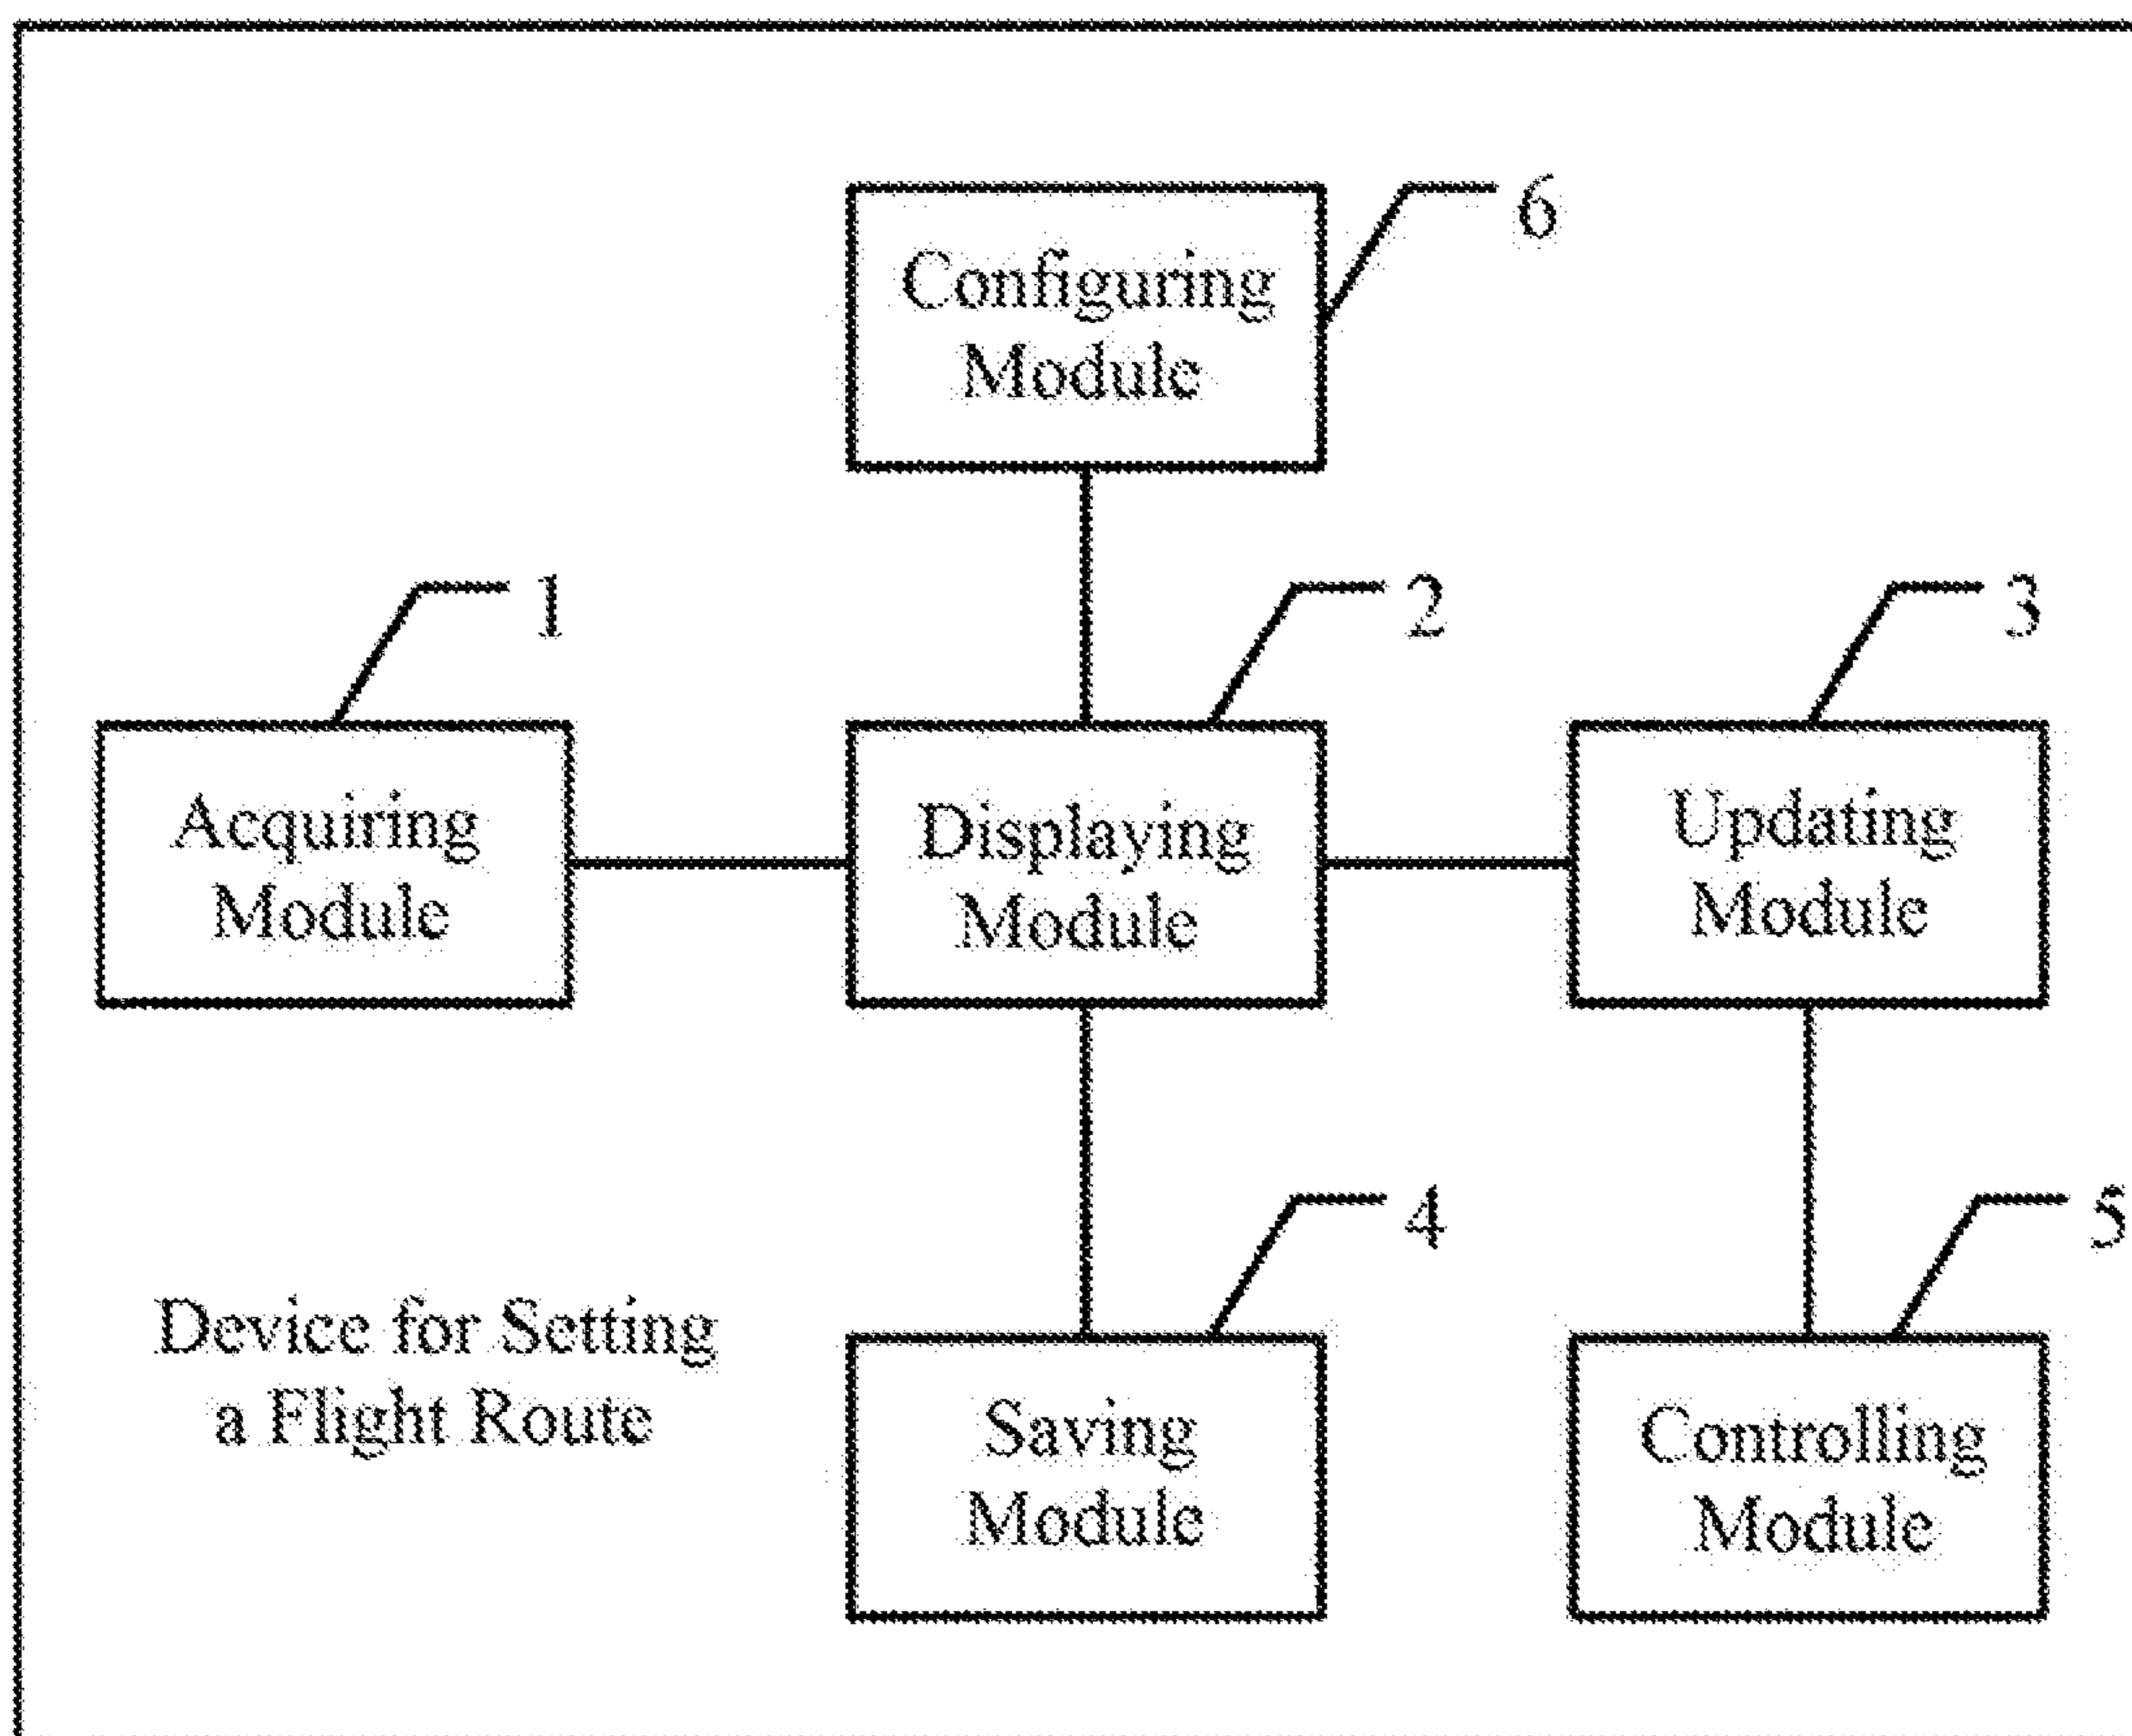 6
Configuring
Module
1
2
3
Acquiring
Module
Displaying
Module
Updating
Module
4
5
Device for Setting
a Flight Route
Saving
Module
Controlling
Module